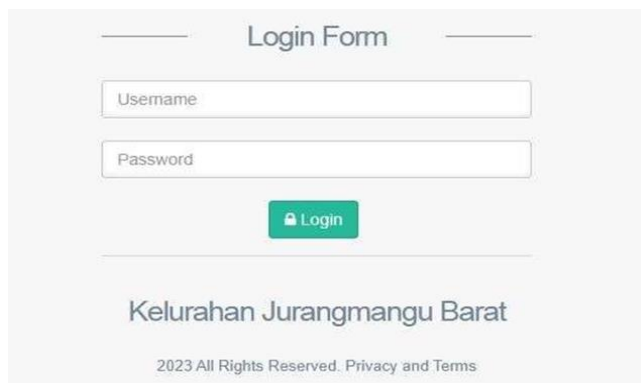 Login Form
Username
Password
Login
Kelurahan Jurangmangu Barat
2023 All Rights Reserved. Privacy and Terms